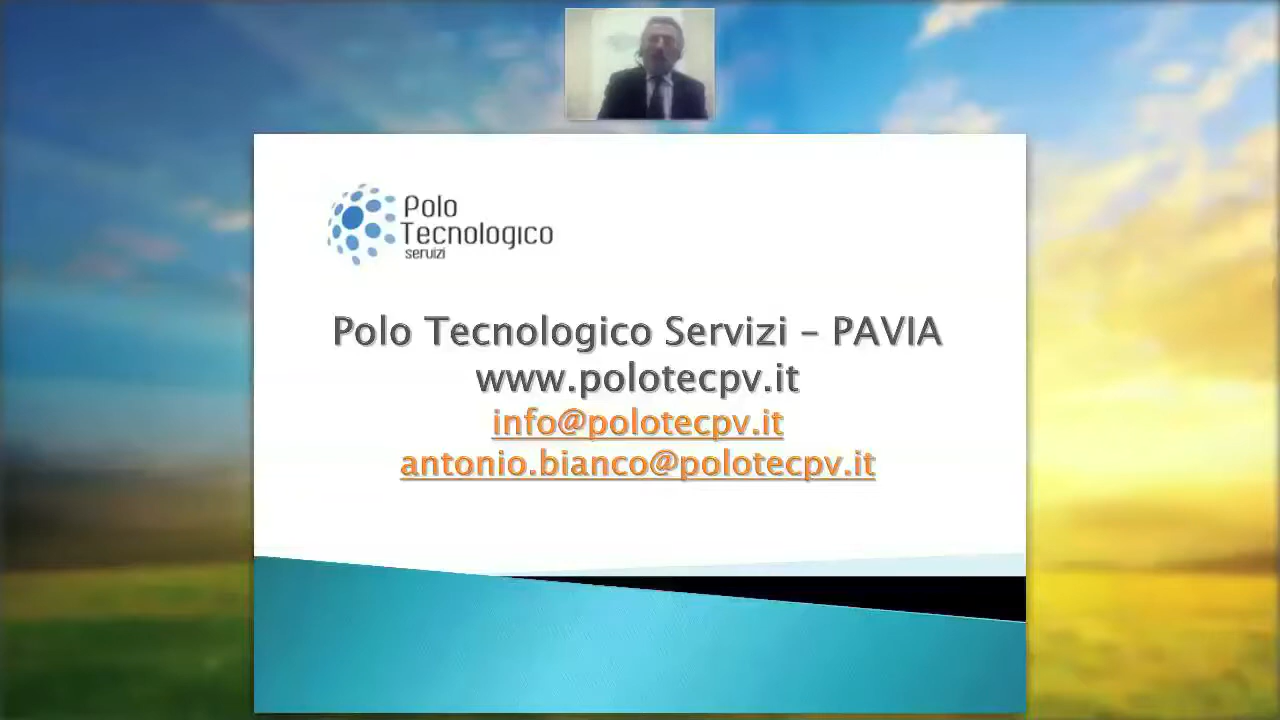 Polo
Tecnologico
servizi
Polo Tecnologico Servizi – PAVIA
www.polotecpv.it
info@polotecpv.it
antonio.bianco@polotecpv.it